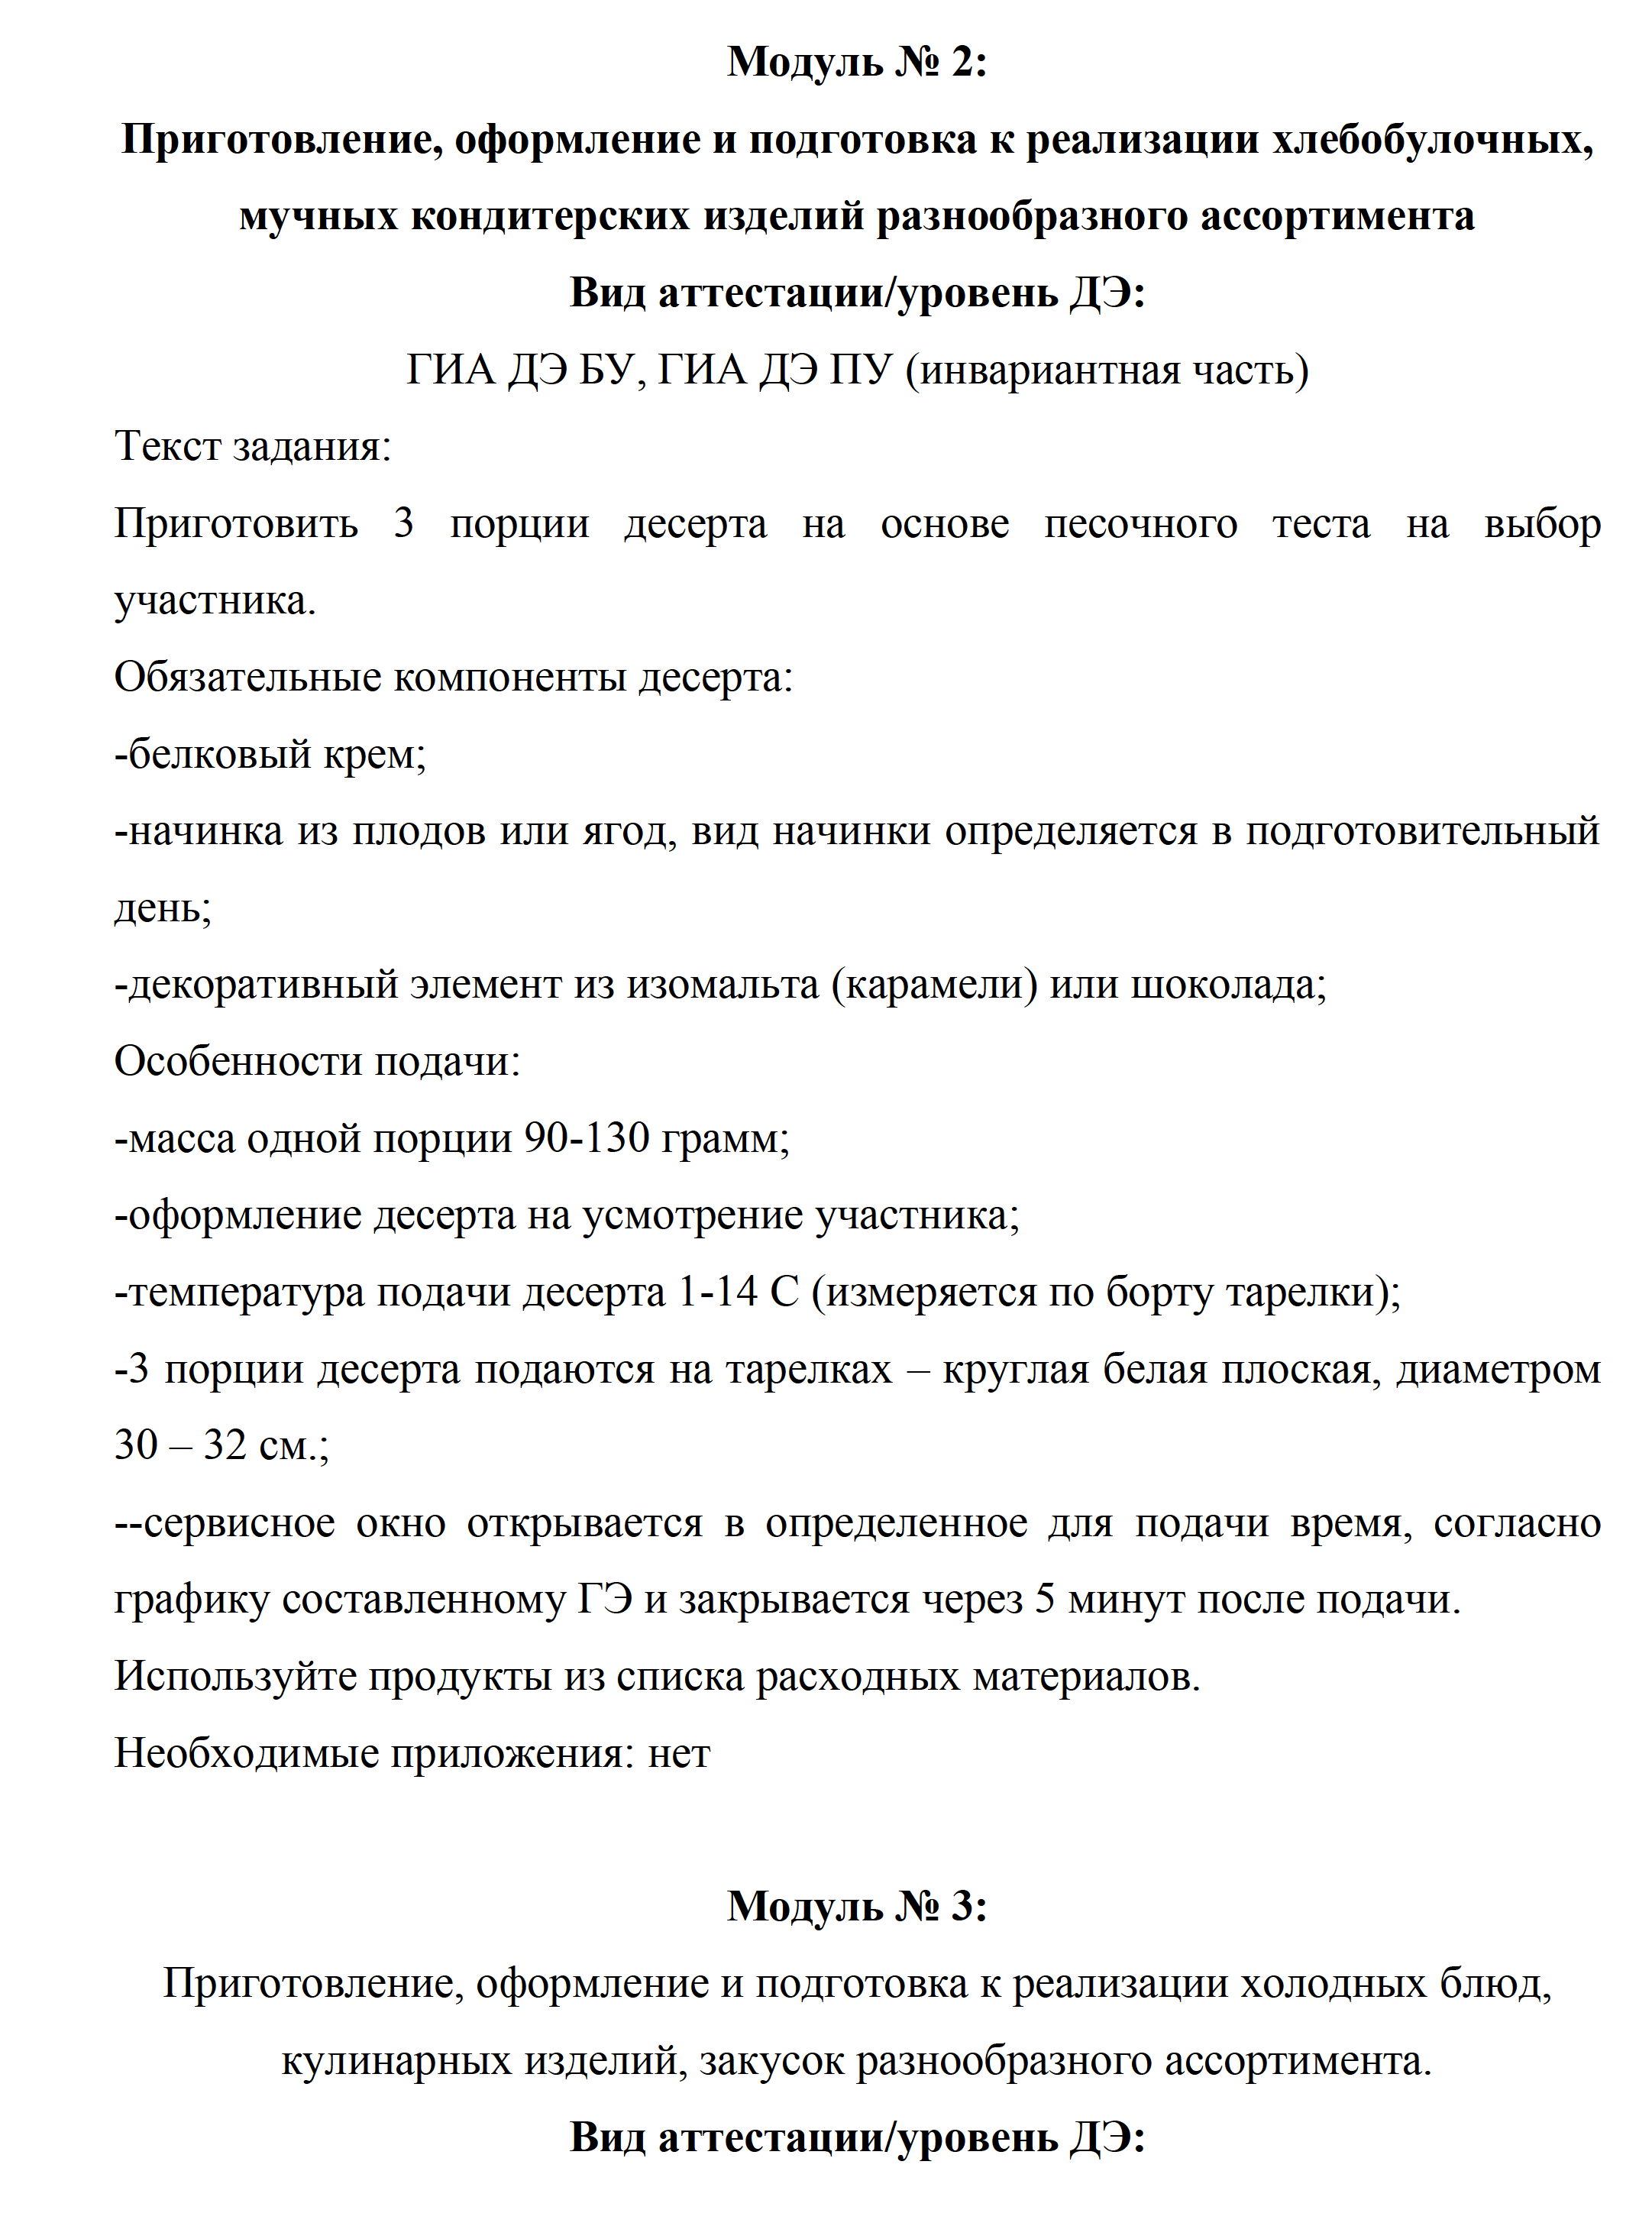 Модуль № 2:
Приготовление, оформление и подготовка к реализации хлебобулочных,
мучных кондитерских изделий разнообразного ассортимента
Вид аттестации/уровень ДЭ:
ГИА ДЭ БУ, ГИА ДЭ ПУ (инвариантная часть)
Текст задания:
Приготовить 3 порции десерта на основе песочного теста на выбор
участника.
Обязательные компоненты десерта:
-белковый крем;
-начинка из плодов или ягод, вид начинки определяется в подготовительный
день;
-декоративный элемент из изомальта (карамели) или шоколада;
Особенности подачи:
-масса одной порции 90-130 грамм;
-оформление десерта на усмотрение участника;
-температура подачи десерта 1-14 С (измеряется по борту тарелки);
-3 порции десерта подаются на тарелках – круглая белая плоская, диаметром
30 – 32 см.;
--сервисное окно открывается в определенное для подачи время, согласно
графику составленному ГЭ и закрывается через 5 минут после подачи.
Используйте продукты из списка расходных материалов.
Необходимые приложения: нет
Модуль № 3:
Приготовление, оформление и подготовка к реализации холодных блюд,
кулинарных изделий, закусок разнообразного ассортимента.
Вид аттестации/уровень ДЭ: